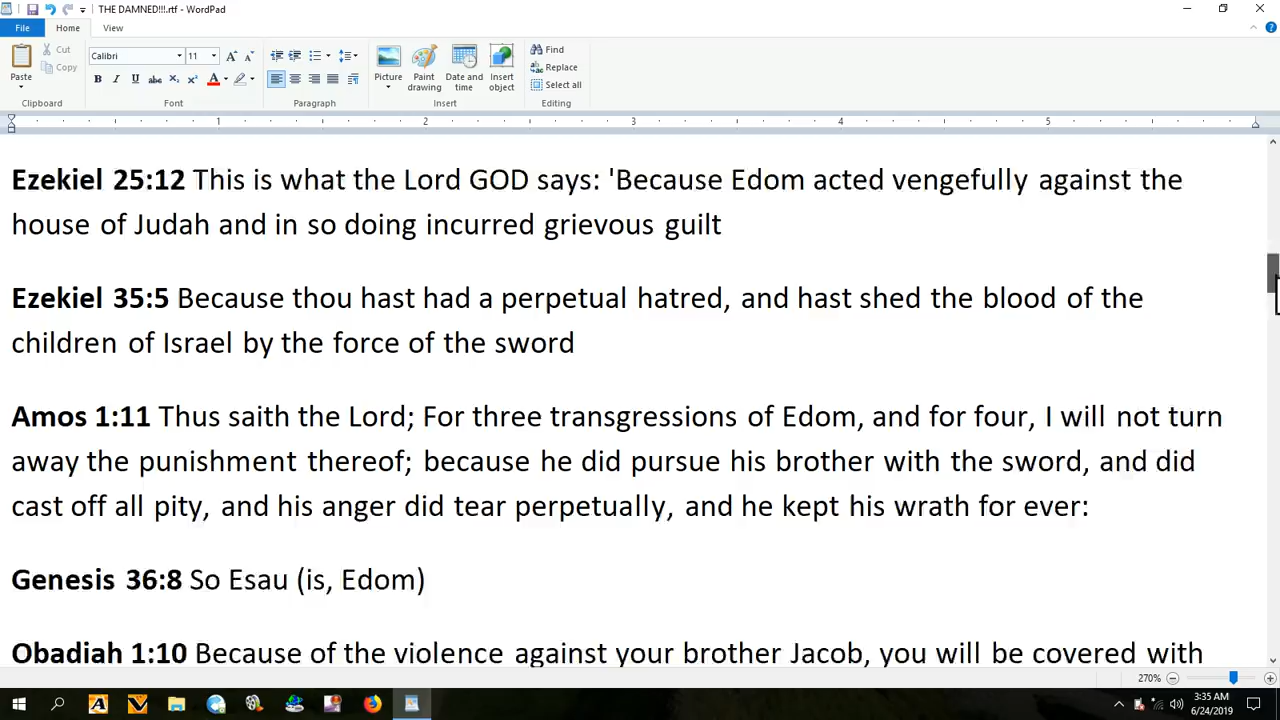 THE DAMNED!!!.rtf - WordPad
File Home View
Paste
Cut
Copy
Clipboard
Calibri 11
B I U abc X₂ X² A
Font
Paragraph
Picture
Paint drawing
Date and time
Insert object
Insert
Find
Replace
Select all
Editing
1 2 3 4 5
Ezekiel 25:12 This is what the Lord GOD says: 'Because Edom acted vengefully against the
house of Judah and in so doing incurred grievous guilt
Ezekiel 35:5 Because thou hast had a perpetual hatred, and hast shed the blood of the
children of Israel by the force of the sword
Amos 1:11 Thus saith the Lord; For three transgressions of Edom, and for four, I will not turn
away the punishment thereof; because he did pursue his brother with the sword, and did
cast off all pity, and his anger did tear perpetually, and he kept his wrath for ever:
Genesis 36:8 So Esau (is, Edom)
Obadiah 1:10 Because of the violence against your brother Jacob, you will be covered with
270%
3:35 AM
6/24/2019